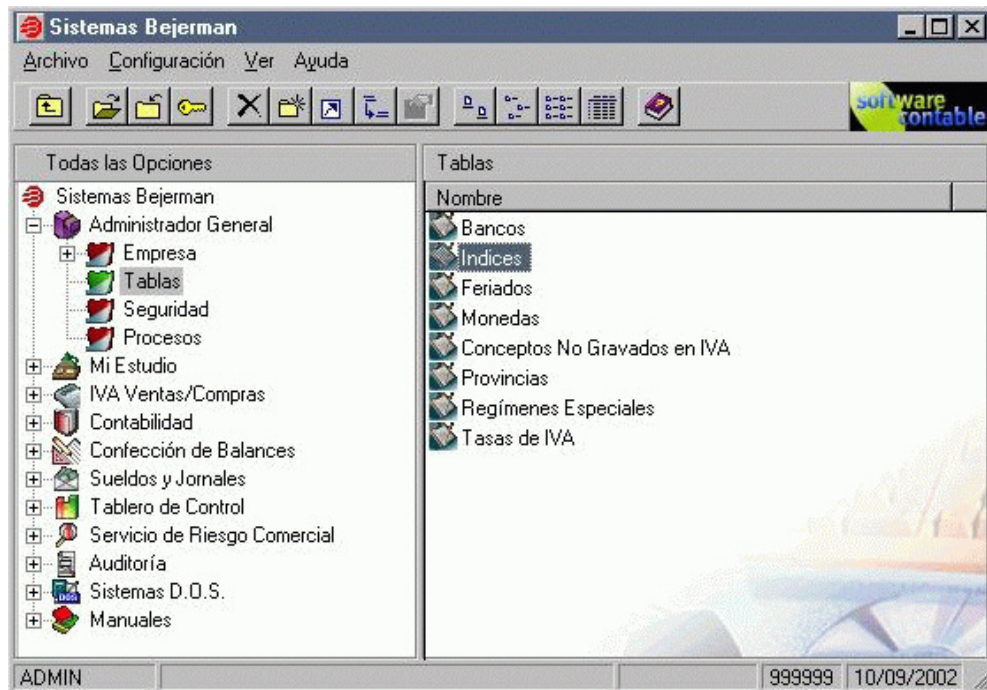 Sistemas Bejerman
Archivo Configuración Ver Ayuda
software
contable
Todas las Opciones
Sistemas Bejerman
Administrador General
Empresa
Tablas
Seguridad
Procesos
Mi Estudio
IVA Ventas/Compras
Contabilidad
Confección de Balances
Sueldos y Jornales
Tablero de Control
Servicio de Riesgo Comercial
Auditoría
Sistemas D.O.S.
Manuales
Tablas
Nombre
Bancos
Indices
Feriados
Monedas
Conceptos No Gravados en IVA
Provincias
Regímenes Especiales
Tasas de IVA
ADMIN 999999 10/09/2002